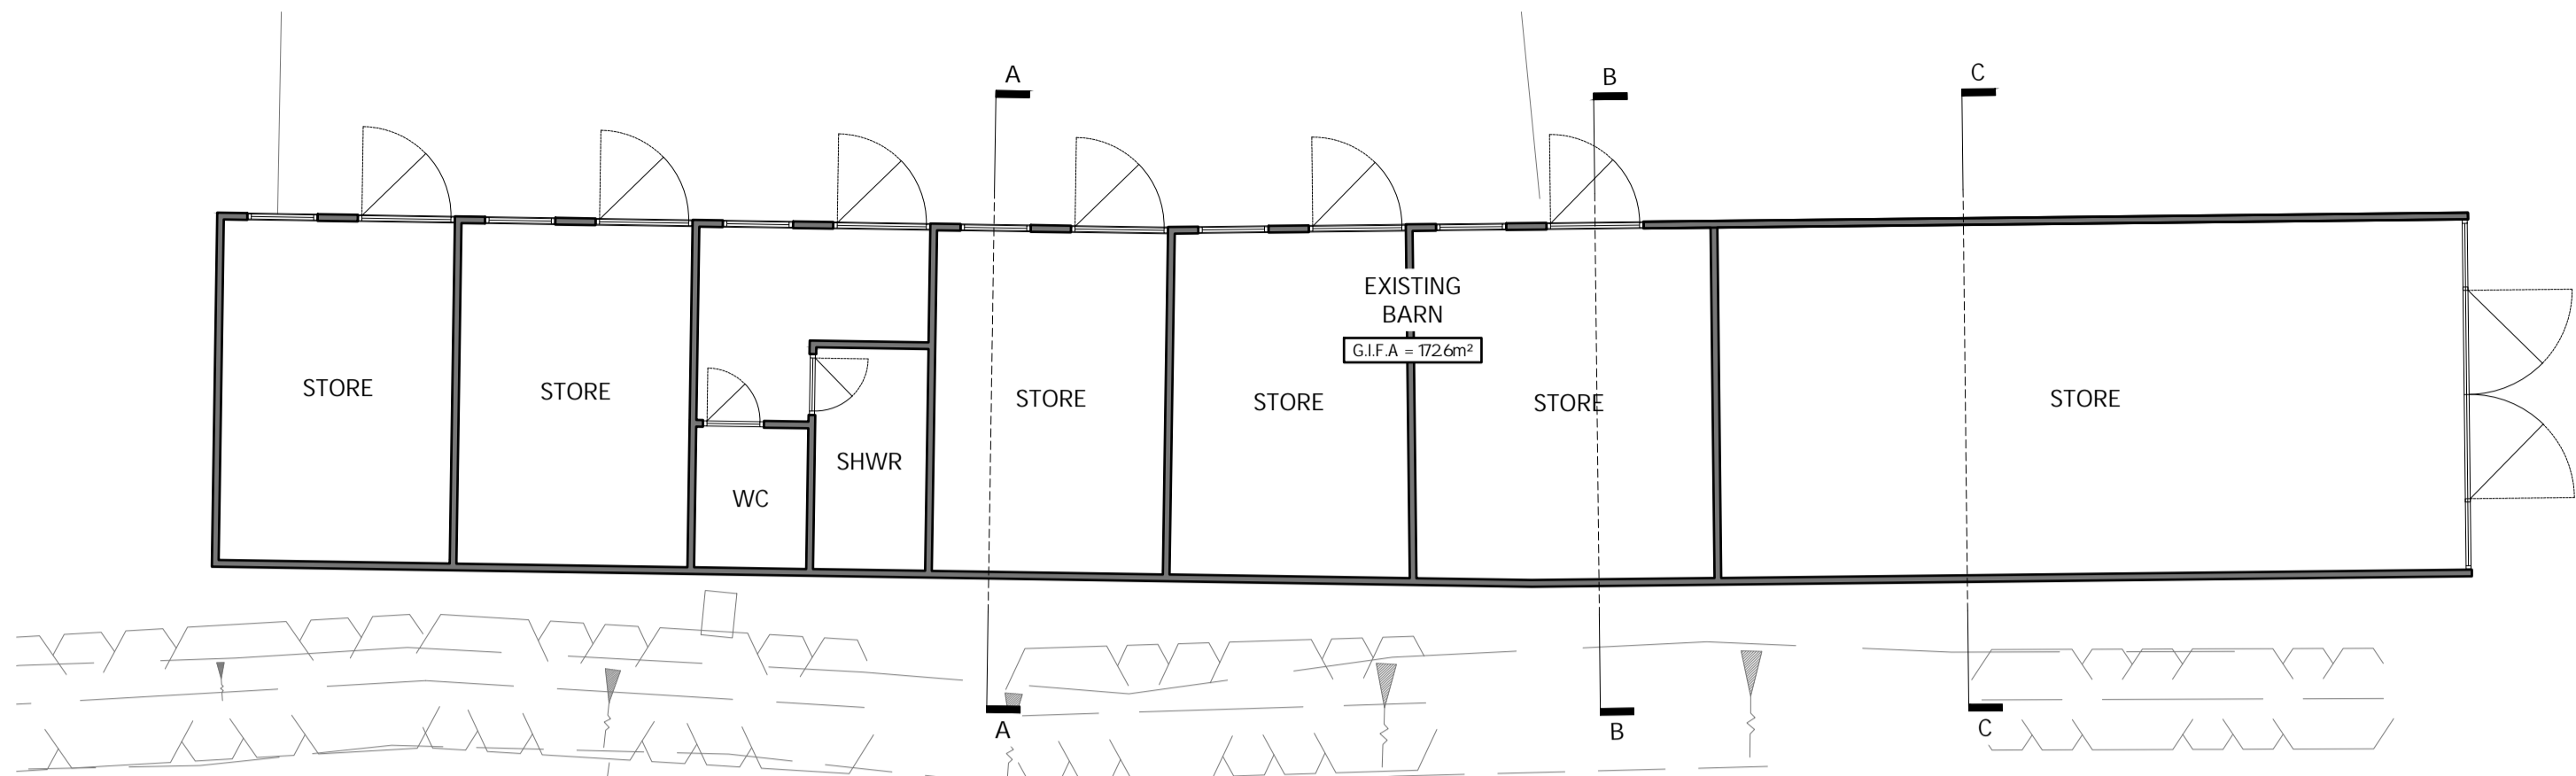 A
B
C
EXISTING
BARN
G.I.F.A = 172.6m²
STORE
STORE
STORE
STORE
STORE
STORE
SHWR
WC
A
B
C